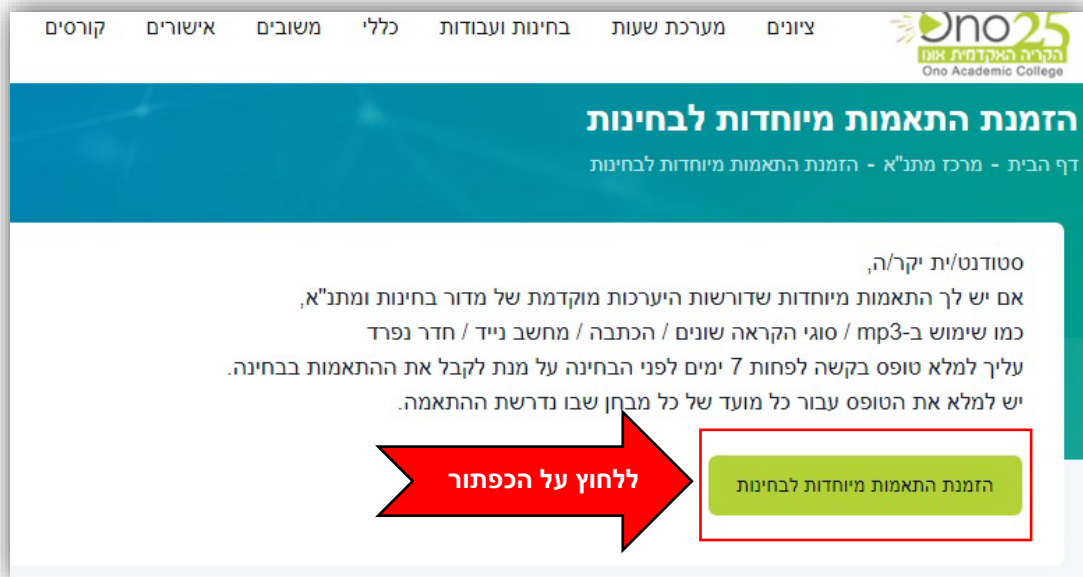 Ono25
הקריה האקדמית אונו
Ono Academic College
ציונים מערכת שעות בחינות ועבודות כללי משובים אישורים קורסים
הזמנת התאמות מיוחדות לבחינות
דף הבית - מרכז מתנ"א - הזמנת התאמות מיוחדות לבחינות
סטודנט/ית יקר/ה,
אם יש לך התאמות מיוחדות שדורשות היערכות מוקדמת של מדור בחינות ומתנ"א,
כמו שימוש ב-mp3 / סוגי הקראה שונים / הכתבה / מחשב נייד / חדר נפרד
עליך למלא טופס בקשה לפחות 7 ימים לפני הבחינה על מנת לקבל את ההתאמות בבחינה.
יש למלא את הטופס עבור כל מועד של כל מבחן שבו נדרשת ההתאמה.
הזמנת התאמות מיוחדות לבחינות
ללחוץ על הכפתור